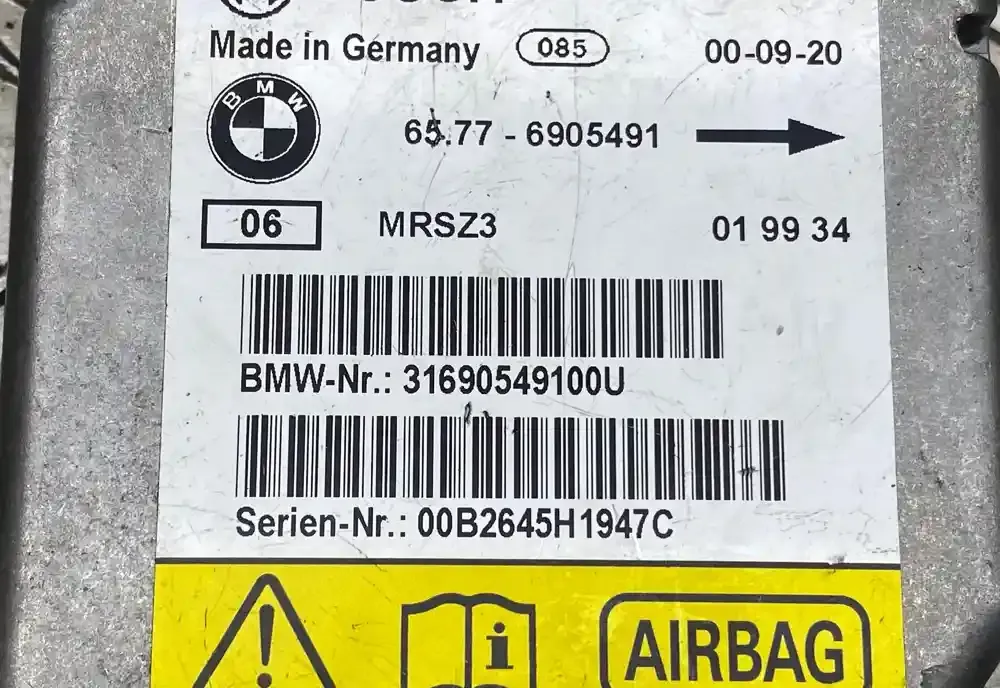 Made in Germany 085 00-09-20
BMW 65.77 - 6905491
06 MRSZ3 01 99 34
BMW-Nr.: 31690549100U
Serien-Nr.: 00B2645H1947C
! i AIRBAG